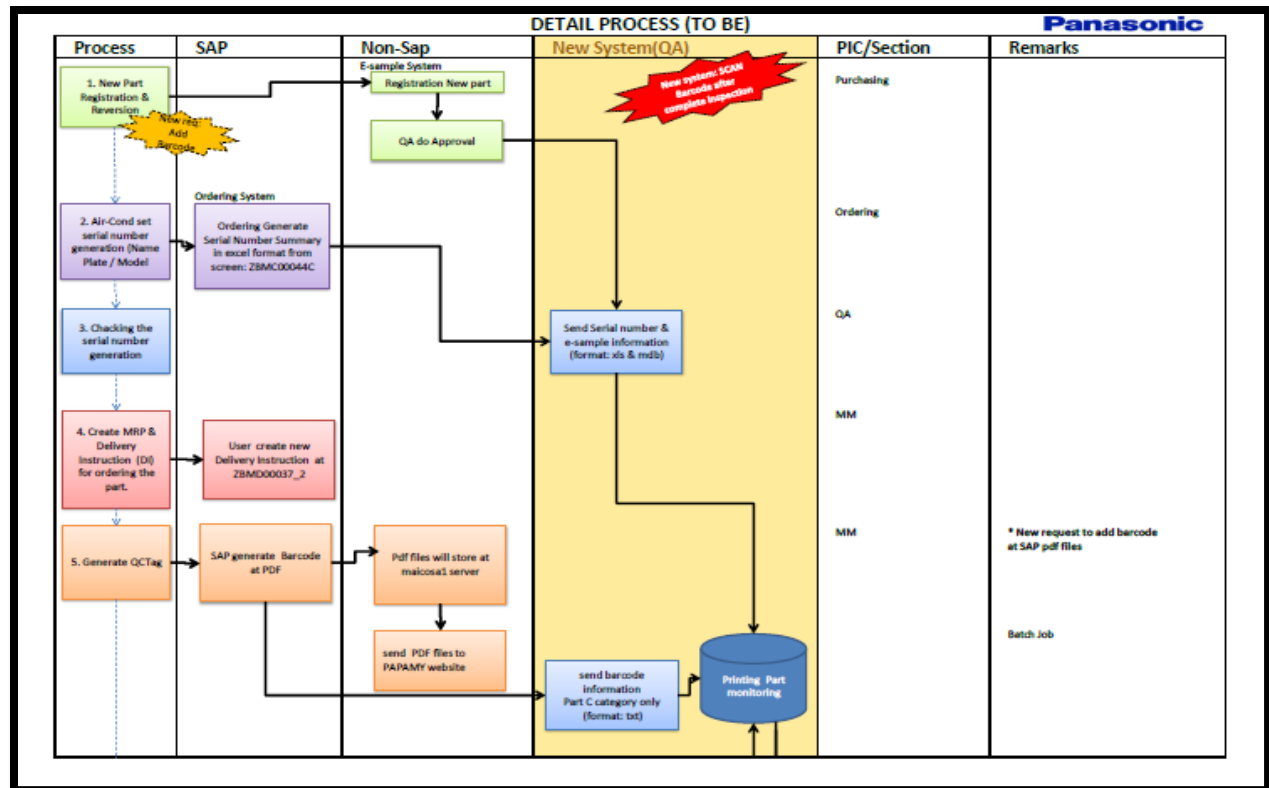 DETAIL PROCESS (TO BE)
Panasonic
Process
SAP
Non-Sap
New System(QA)
PIC/Section
Remarks
1. New Part
Registration &
Reversion
New req:
Add
Barcode
E-sample System
Registration New part
QA do Approval
New system: SCAN
Barcode after
complete Inspection
Purchasing
2. Air-Cond set
serial number
generation (Name
Plate / Model
Ordering System
Ordering Generate
Serial Number Summary
in excel format from
screen: ZBMC00044C
Ordering
3. Chacking the
serial number
generation
Send Serial number &
e-sample information
(format: xls & mdb)
QA
4. Create MRP &
Delivery
Instruction (DI)
for ordering the
part.
User create new
Delivery Instruction at
ZBMD00037_2
MM
5. Generate QCTag
SAP generate Barcode
at PDF
Pdf files will store at
maicosa1 server
send PDF files to
PAPAMY website
send barcode
information
Part C category only
(format: txt)
Printing Part
monitoring
MM
* New request to add barcode
at SAP pdf files
Batch Job